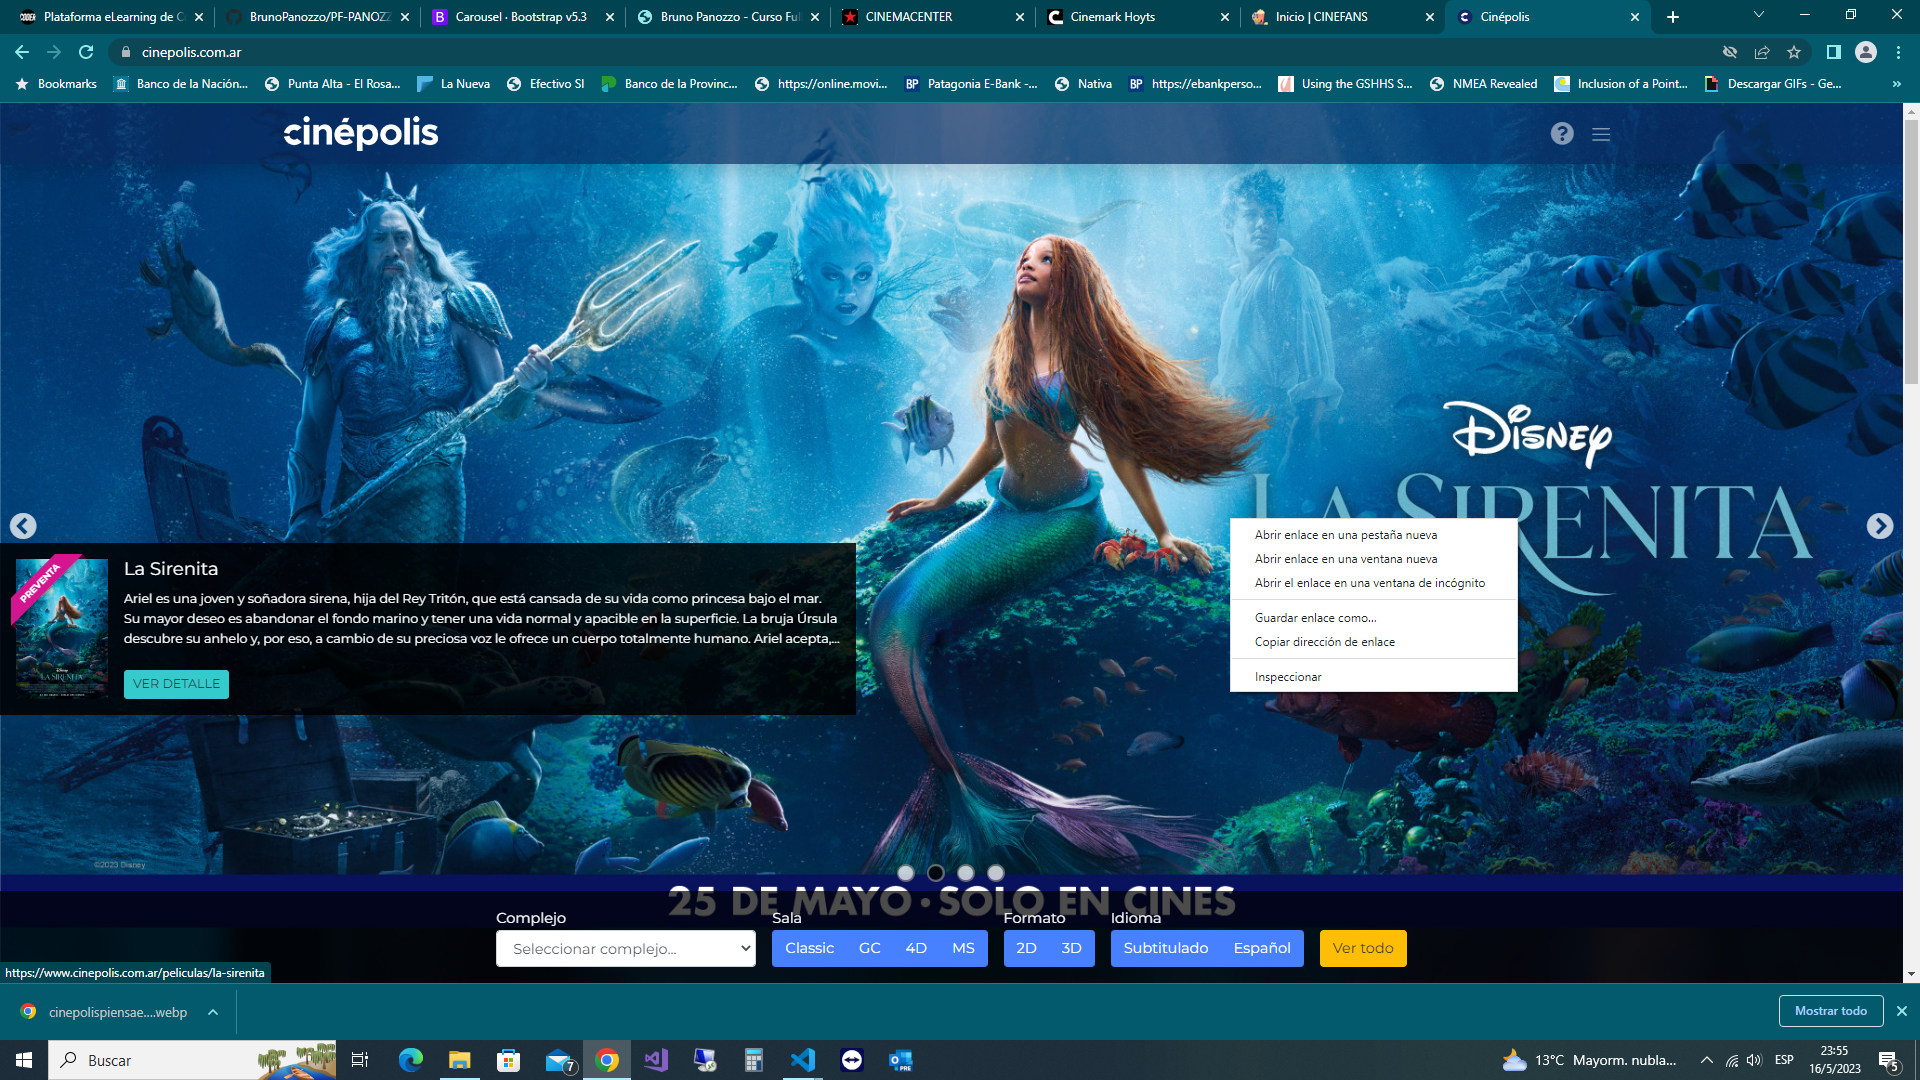 Plataforma eLearning de C
BrunoPanozzo/PF-PANOZZ
Carousel · Bootstrap v5.3
Bruno Panozzo - Curso Ful
CINEMACENTER
Cinemark Hoyts
Inicio | CINEFANS
Cinépolis
cinepolis.com.ar
Bookmarks
Banco de la Nación...
Punta Alta - El Rosa...
La Nueva
Efectivo SI
Banco de la Provinc...
https://online.movi...
Patagonia E-Bank -...
Nativa
https://ebankperso...
Using the GSHHS S...
NMEA Revealed
Inclusion of a Point...
Descargar GIFs - Ge...
»
cinépolis
?
DISNEY
LA SIRENITA
Abrir enlace en una pestaña nueva
Abrir enlace en una ventana nueva
Abrir el enlace en una ventana de incógnito
Guardar enlace como...
Copiar dirección de enlace
Inspeccionar
PREVENTA
LA SIRENITA
La Sirenita
Ariel es una joven y soñadora sirena, hija del Rey Tritón, que está cansada de su vida como princesa bajo el mar.
Su mayor deseo es abandonar el fondo marino y tener una vida normal y apacible en la superficie. La bruja Úrsula
descubre su anhelo y, por eso, a cambio de su preciosa voz le ofrece un cuerpo totalmente humano. Ariel acepta,...
VER DETALLE
©2023 Disney
25 DE MAYO • SOLO EN CINES
Complejo
Seleccionar complejo...
Sala
Classic GC 4D MS
Formato
2D 3D
Idioma
Subtitulado Español
Ver todo
https://www.cinepolis.com.ar/peliculas/la-sirenita
cinepolispiensae....webp
Mostrar todo
Buscar
7
PRE
13°C Mayorm. nubla...
ESP
23:55
16/5/2023
5